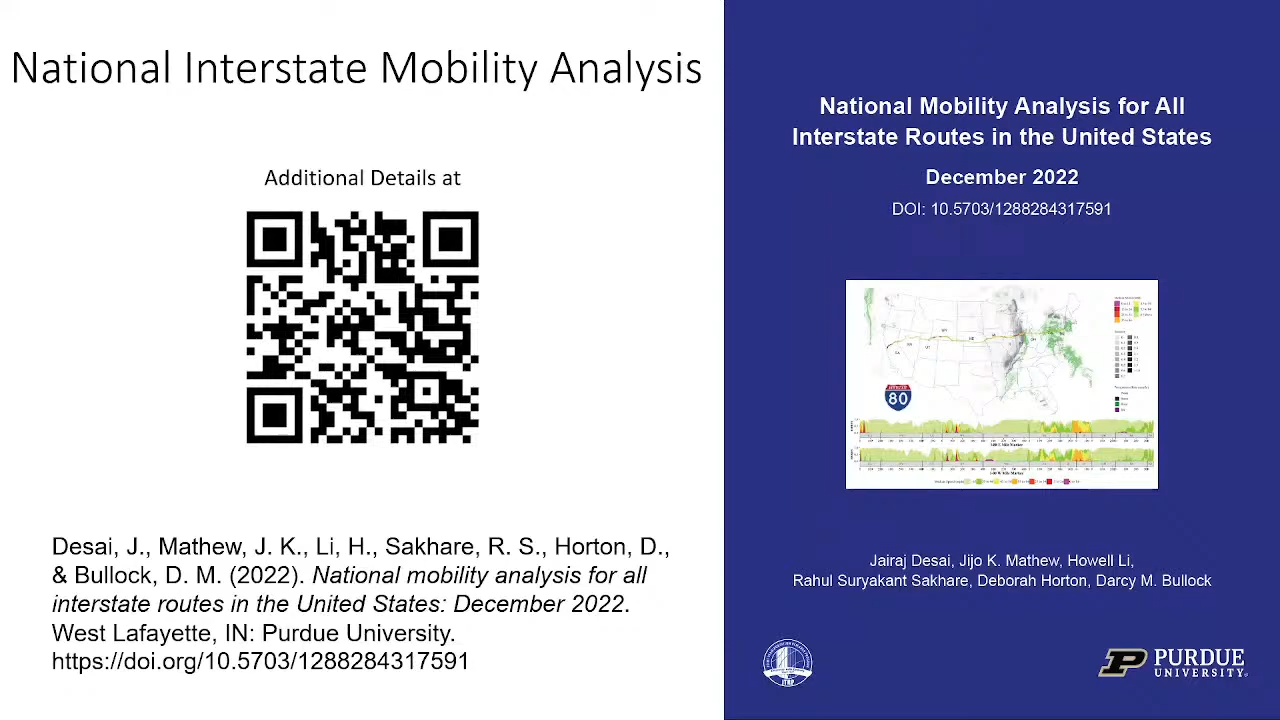 National Interstate Mobility Analysis
Additional Details at
Desai, J., Mathew, J. K., Li, H., Sakhare, R. S., Horton, D.,
& Bullock, D. M. (2022). National mobility analysis for all
interstate routes in the United States: December 2022.
West Lafayette, IN: Purdue University.
https://doi.org/10.5703/1288284317591
National Mobility Analysis for All
Interstate Routes in the United States
December 2022
DOI: 10.5703/1288284317591
80
Jairaj Desai, Jijo K. Mathew, Howell Li,
Rahul Suryakant Sakhare, Deborah Horton, Darcy M. Bullock
PURDUE
UNIVERSITY